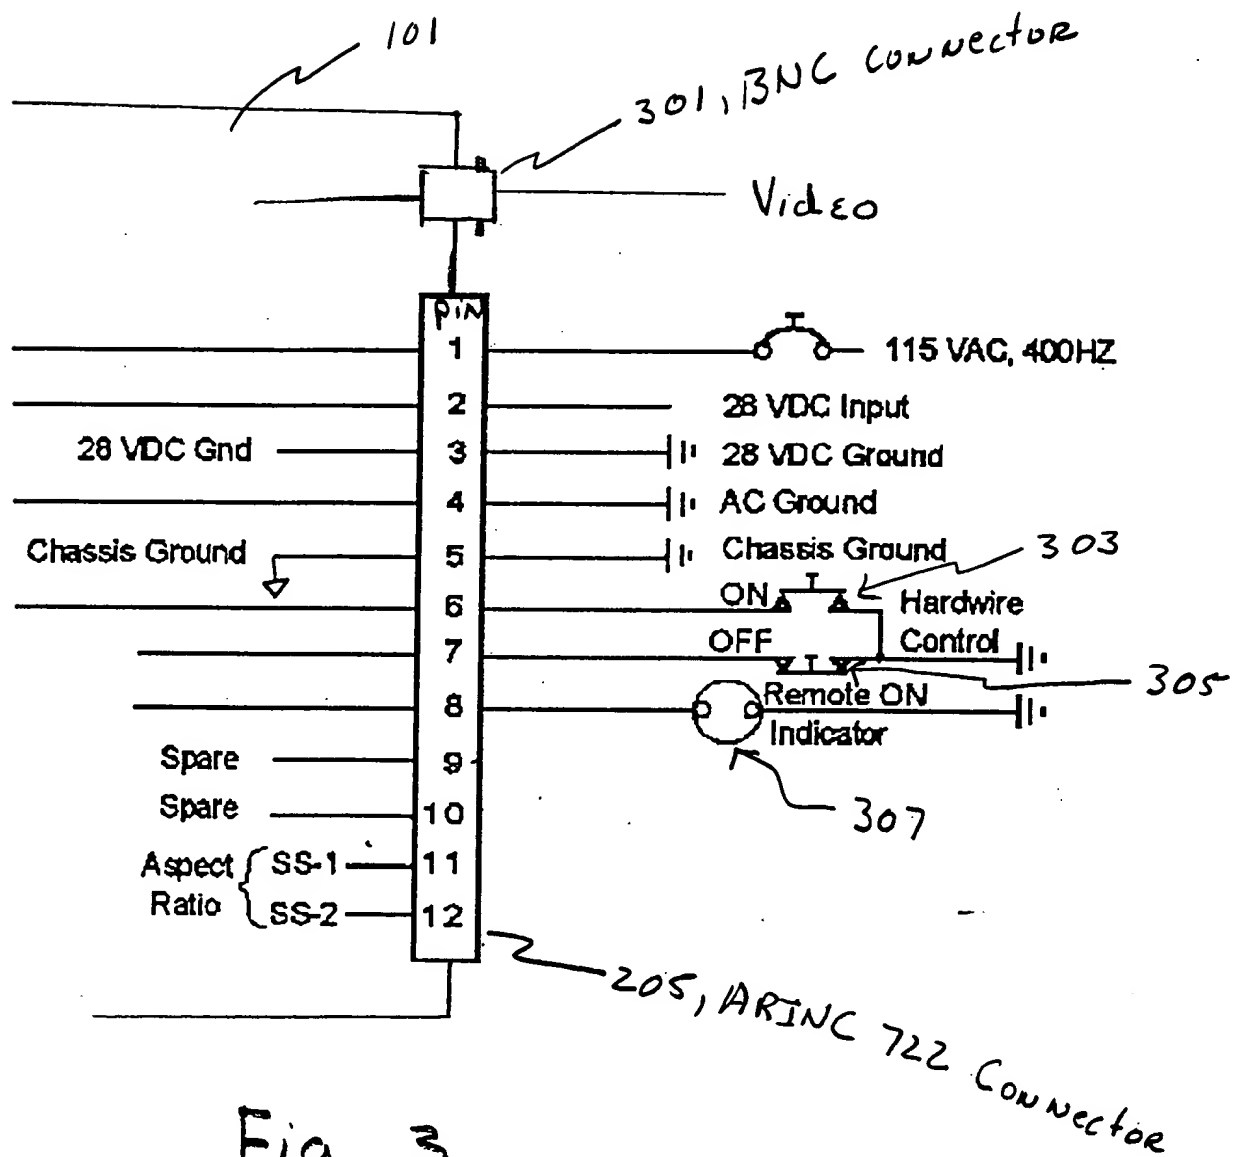 101
301, BNC Connector
Video
pin
1 115 VAC, 400HZ
2 28 VDC Input
28 VDC Gnd 3 28 VDC Ground
4 AC Ground
Chassis Ground 5 Chassis Ground
303
6 ON Hardwire
7 OFF Control
305
8 Remote ON
Indicator
307
Spare 9
Spare 10
Aspect SS-1 11
Ratio SS-2 12
205, ARINC 722 Connector
Fig 3